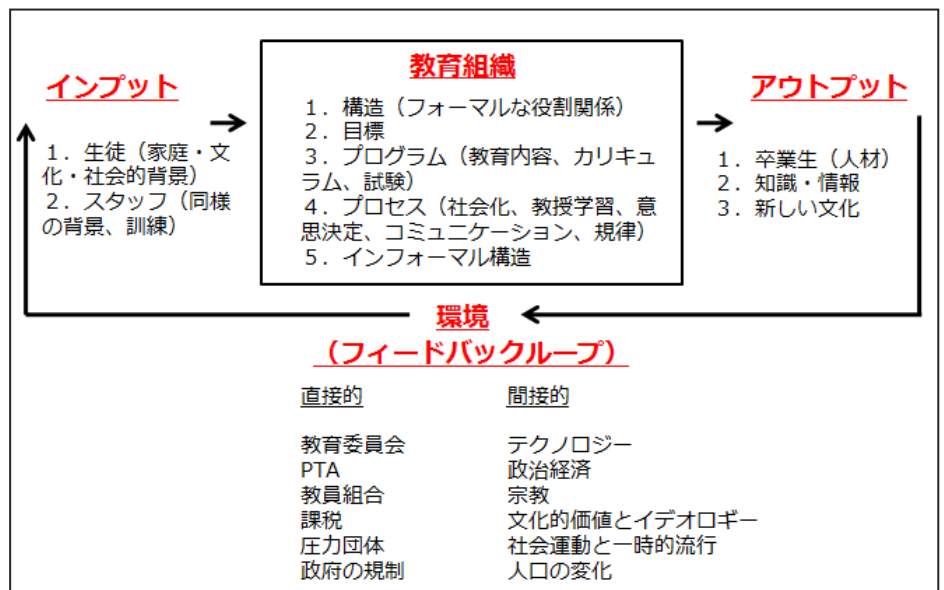 インプット
1．生徒（家庭・文
化・社会的背景）
2．スタッフ（同様
の背景、訓練）
教育組織
1．構造（フォーマルな役割関係）
2．目標
3．プログラム（教育内容、カリキュ
ラム、試験）
4．プロセス（社会化、教授学習、意
思決定、コミュニケーション、規律）
5．インフォーマル構造
アウトプット
1．卒業生（人材）
2．知識・情報
3．新しい文化
環境
（フィードバックループ）
直接的
教育委員会
PTA
教員組合
課税
圧力団体
政府の規制
間接的
テクノロジー
政治経済
宗教
文化的価値とイデオロギー
社会運動と一時的流行
人口の変化